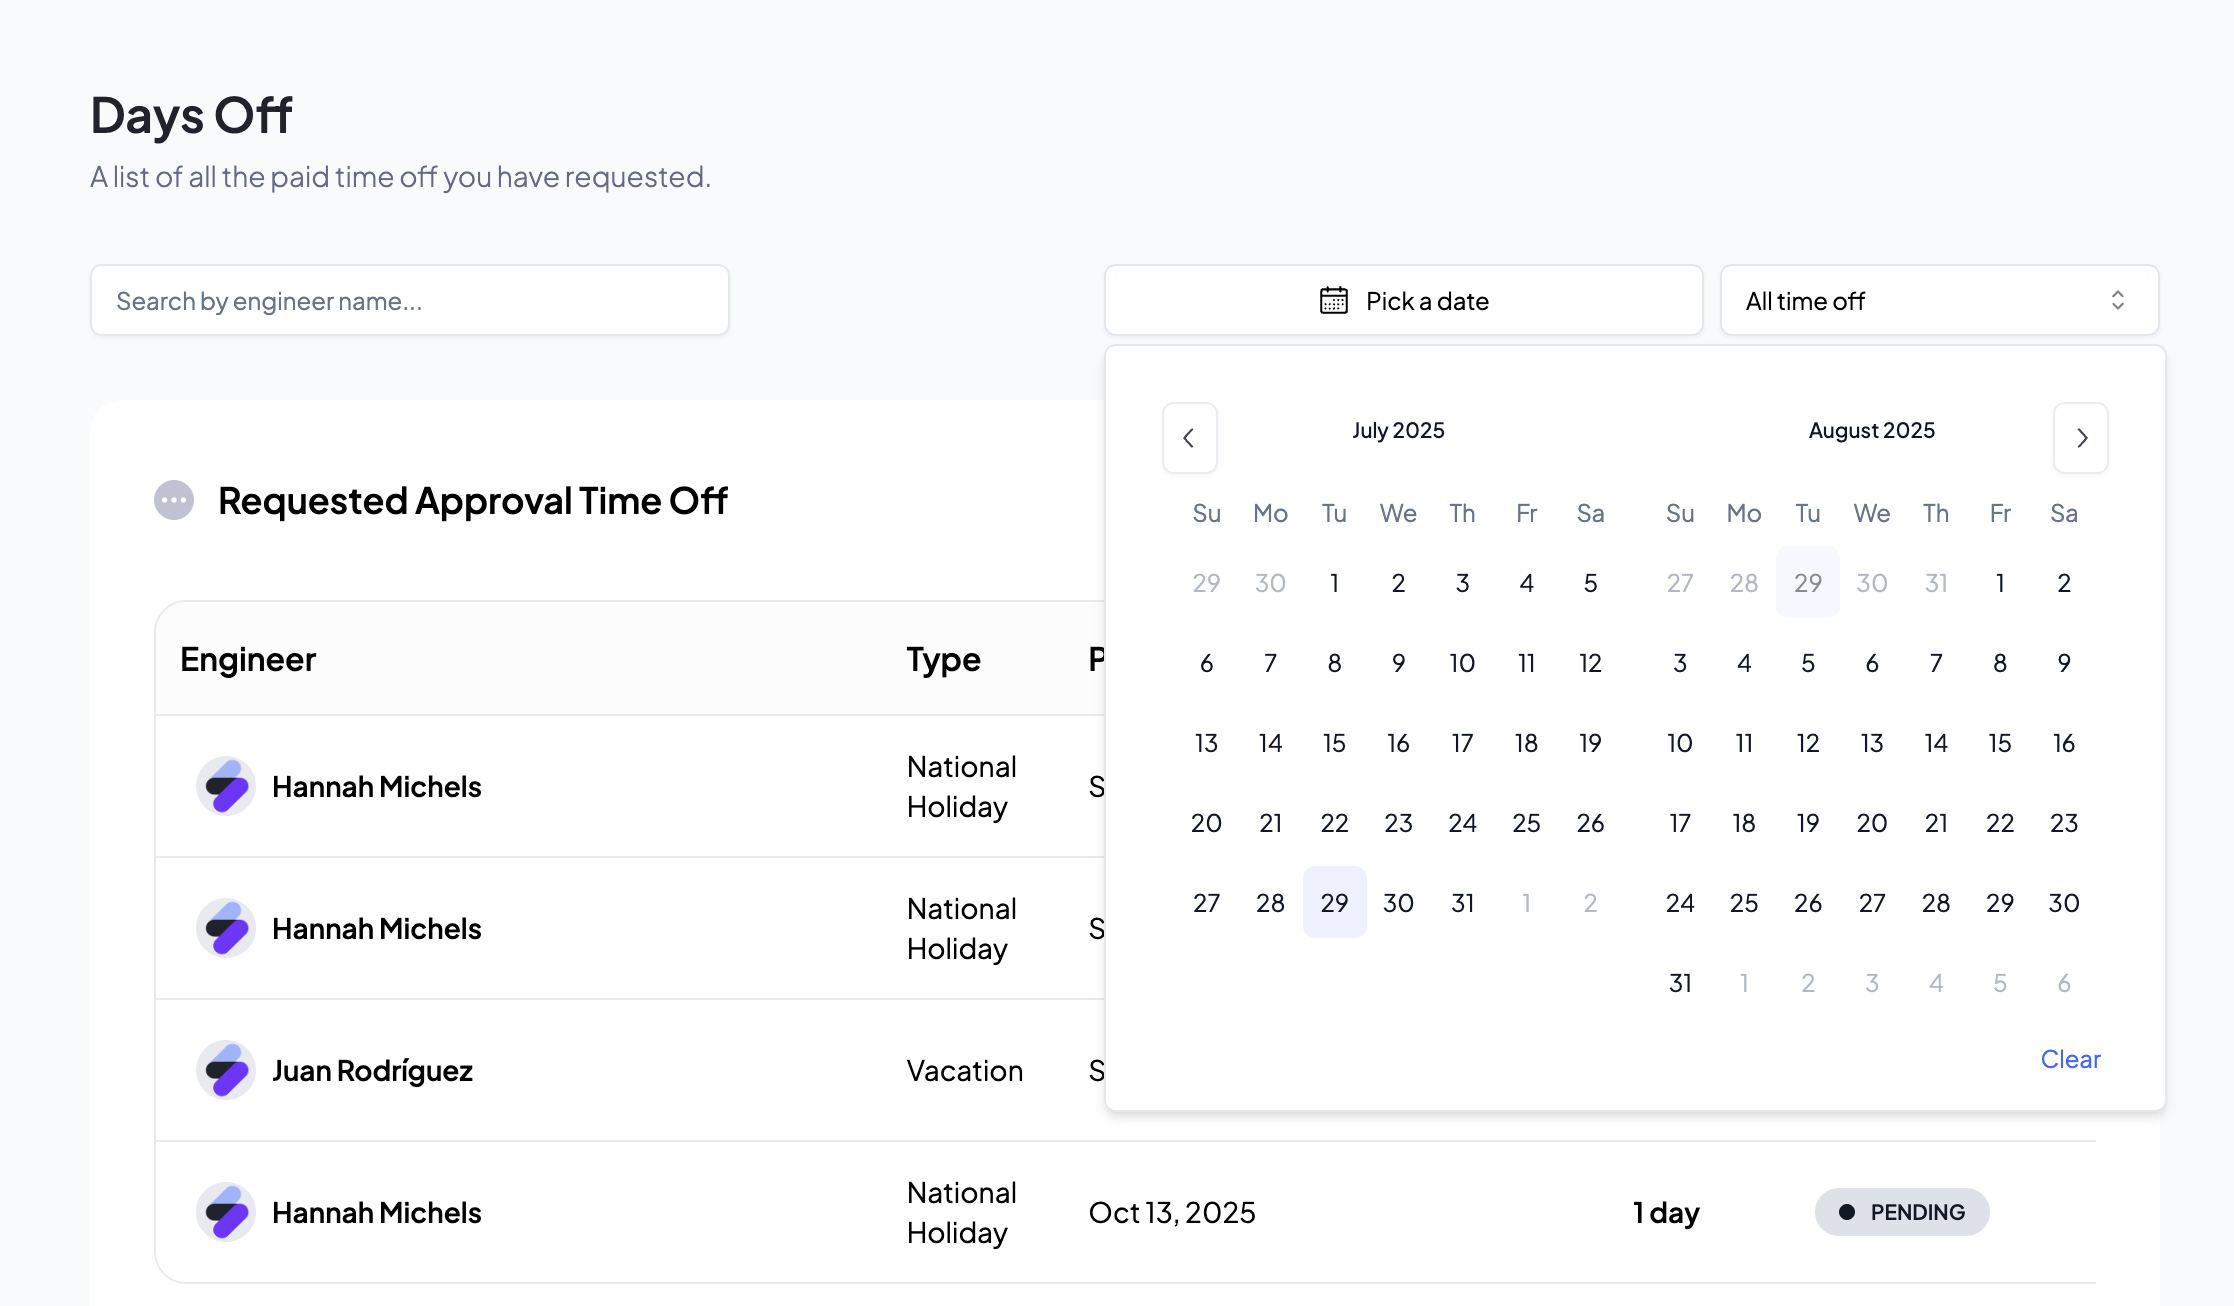 Days Off
A list of all the paid time off you have requested.
Search by engineer name...
Pick a date
All time off
July 2025
Su Mo Tu We Th Fr Sa
29 30 1 2 3 4 5
6 7 8 9 10 11 12
13 14 15 16 17 18 19
20 21 22 23 24 25 26
27 28 29 30 31 1 2
August 2025
Su Mo Tu We Th Fr Sa
27 28 29 30 31 1 2
3 4 5 6 7 8 9
10 11 12 13 14 15 16
17 18 19 20 21 22 23
24 25 26 27 28 29 30
31 1 2 3 4 5 6
Clear
Requested Approval Time Off
Engineer Type
Hannah Michels National
Holiday
Hannah Michels National
Holiday
Juan Rodríguez Vacation
Hannah Michels National
Holiday
Oct 13, 2025 1 day PENDING